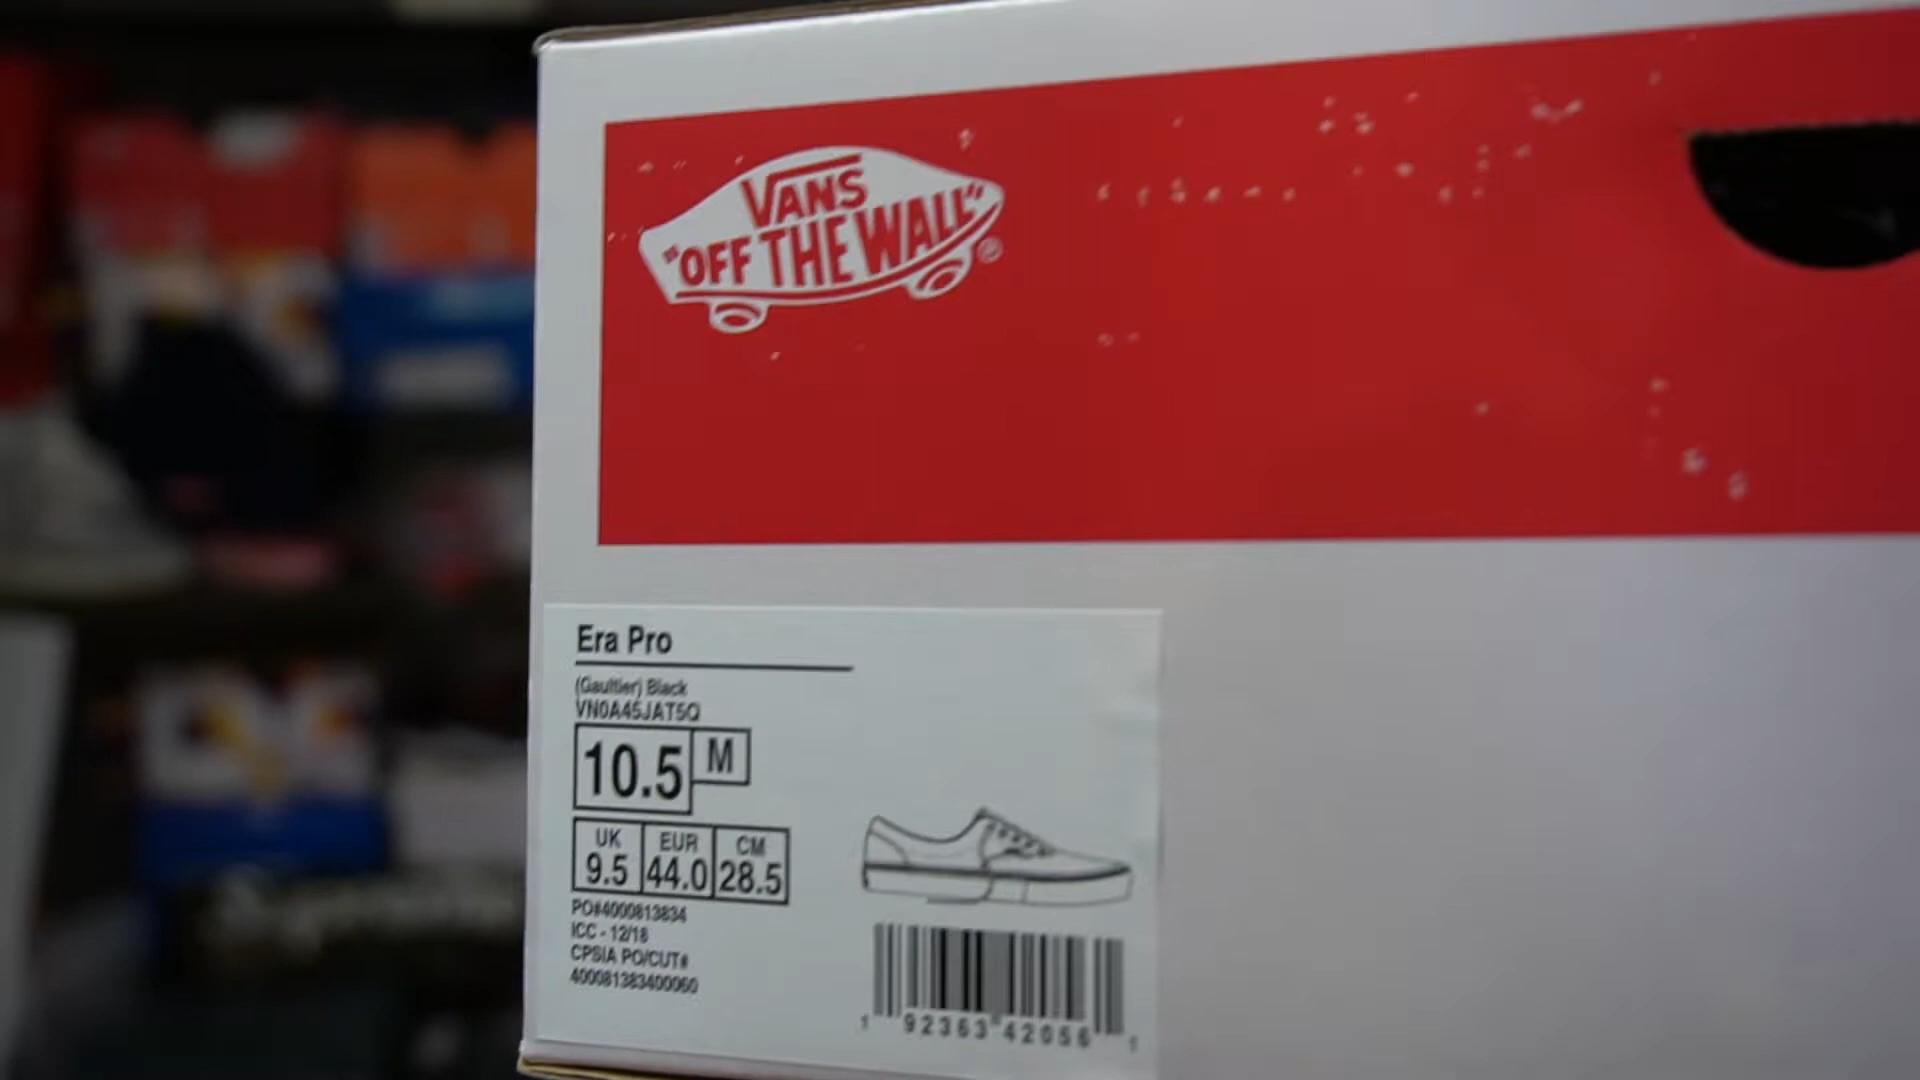 VANS
"OFF THE WALL"
Era Pro
(Gaultier) Black
VN0A45JAT5Q
10.5 M
UK EUR CM
9.5 44.0 28.5
PO#4000813834
ICC - 12/18
CPSIA PO/CUT#
400081383400060
1 92363 42056 1